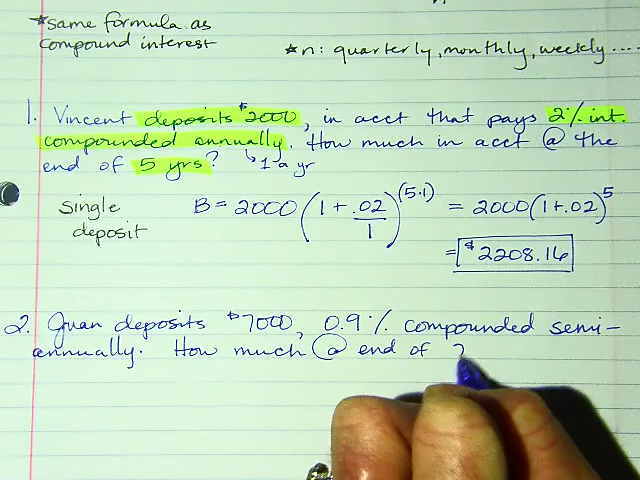 *same formula as
compound interest
*n: quarterly, monthly, weekly....
1. Vincent deposits $2000, in acct that pays 2% int.
compounded annually. How much in acct @ the
end of 5 yrs? ↳1 a yr
single
deposit
B = 2000 (1 + .02/1)^(5·1) = 2000(1+.02)^5
= $2208.16
2. Juan deposits $7000, 0.9% compounded semi-
annually. How much @ end of